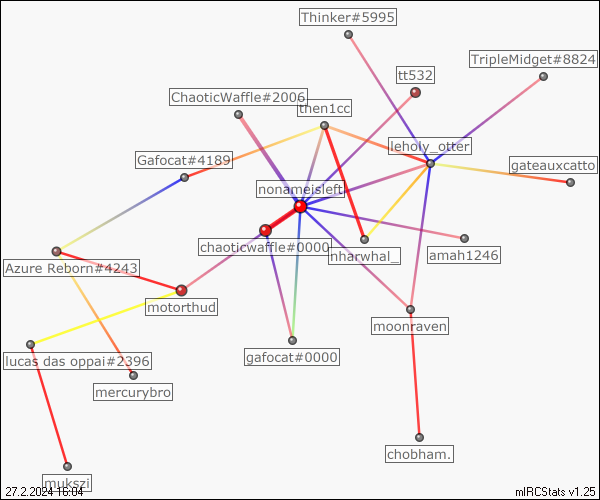 Thinker#5995
TripleMidget#8824
tt532
ChaoticWaffle#2006
then1cc
leholy_otter
Gafocat#4189
gateauxcatto
nonameisleft
chaoticwaffle#0000
nharwhal_
amah1246
Azure Reborn#4243
motorthud
moonraven
lucas das oppai#2396
gafocat#0000
mercurybro
chobham.
mukszi
27.2.2024 16:04
mIRCStats v1.25